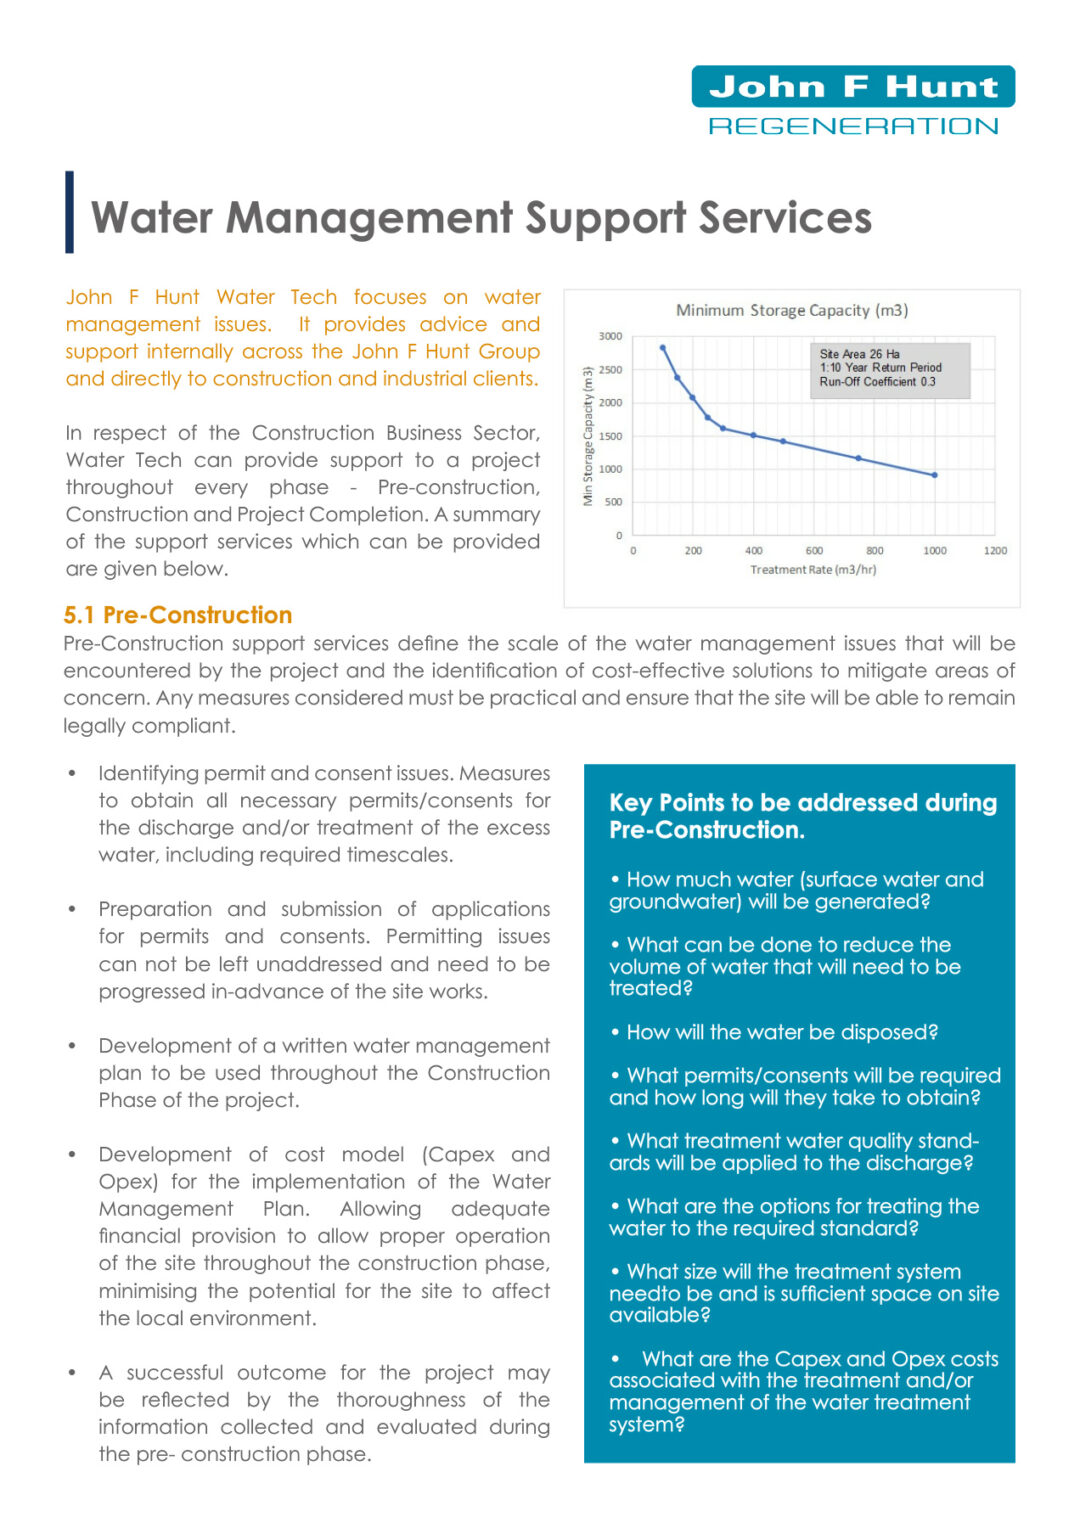 John F Hunt
REGENERATION
Water Management Support Services
John F Hunt Water Tech focuses on water
management issues. It provides advice and
support internally across the John F Hunt Group
and directly to construction and industrial clients.
In respect of the Construction Business Sector,
Water Tech can provide support to a project
throughout every phase - Pre-construction,
Construction and Project Completion. A summary
of the support services which can be provided
are given below.
Minimum Storage Capacity (m3)
Site Area 26 Ha
1:10 Year Return Period
Run-Off Coefficient 0.3
Min Storage Capacity (m3)
3000
2500
2000
1500
1000
500
0
0 200 400 600 800 1000 1200
Treatment Rate (m3/hr)
5.1 Pre-Construction
Pre-Construction support services define the scale of the water management issues that will be
encountered by the project and the identification of cost-effective solutions to mitigate areas of
concern. Any measures considered must be practical and ensure that the site will be able to remain
legally compliant.
• Identifying permit and consent issues. Measures
to obtain all necessary permits/consents for
the discharge and/or treatment of the excess
water, including required timescales.
• Preparation and submission of applications
for permits and consents. Permitting issues
can not be left unaddressed and need to be
progressed in-advance of the site works.
• Development of a written water management
plan to be used throughout the Construction
Phase of the project.
• Development of cost model (Capex and
Opex) for the implementation of the Water
Management Plan. Allowing adequate
financial provision to allow proper operation
of the site throughout the construction phase,
minimising the potential for the site to affect
the local environment.
• A successful outcome for the project may
be reflected by the thoroughness of the
information collected and evaluated during
the pre- construction phase.
Key Points to be addressed during
Pre-Construction.
• How much water (surface water and
groundwater) will be generated?
• What can be done to reduce the
volume of water that will need to be
treated?
• How will the water be disposed?
• What permits/consents will be required
and how long will they take to obtain?
• What treatment water quality stand-
ards will be applied to the discharge?
• What are the options for treating the
water to the required standard?
• What size will the treatment system
needto be and is sufficient space on site
available?
• What are the Capex and Opex costs
associated with the treatment and/or
management of the water treatment
system?